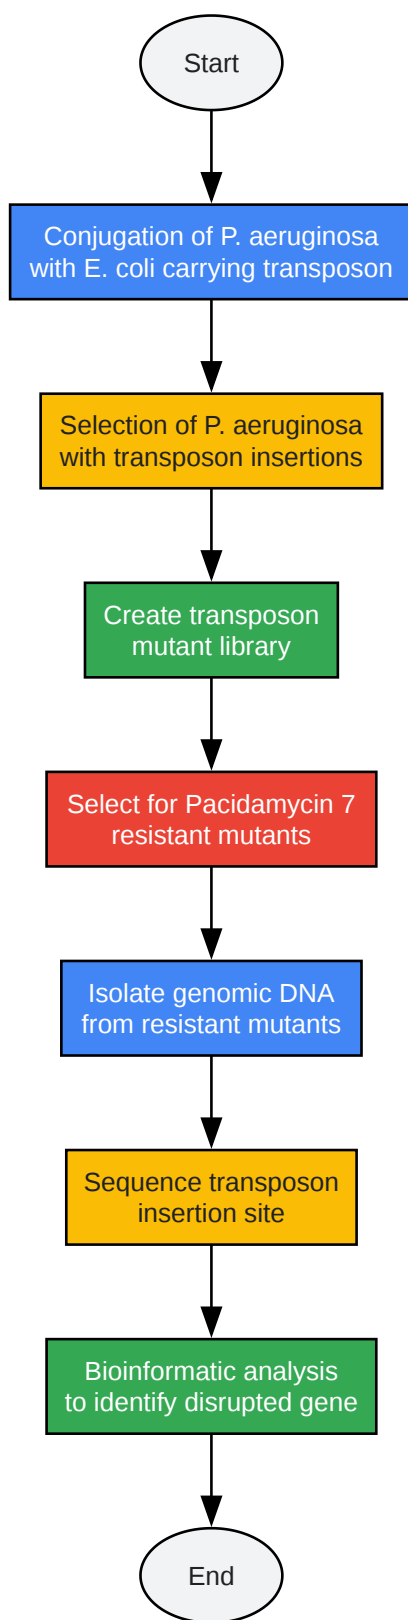 Start
Conjugation of P. aeruginosa
with E. coli carrying transposon
Selection of P. aeruginosa
with transposon insertions
Create transposon
mutant library
Select for Pacidamycin 7
resistant mutants
Isolate genomic DNA
from resistant mutants
Sequence transposon
insertion site
Bioinformatic analysis
to identify disrupted gene
End